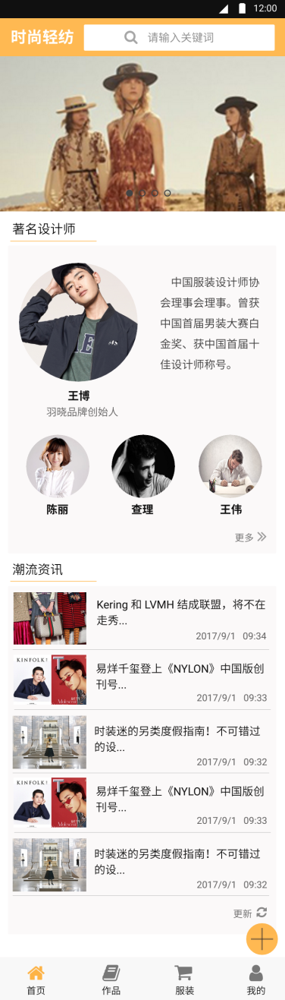 12:00
时尚轻纺
请输入关键词
著名设计师
中国服装设计师协
会理事会理事。曾获
中国首届男装大赛白
金奖、获中国首届十
佳设计师称号。
王博
羽晓品牌创始人
陈丽
查理
王伟
更多
潮流资讯
Kering 和 LVMH 结成联盟，将不在
走秀...
2017/9/1 09:34
KINFOLK
易烊千玺登上《NYLON》中国版创
刊号...
2017/9/1 09:33
时装迷的另类度假指南！不可错过
的设...
2017/9/1 09:32
KINFOLK
易烊千玺登上《NYLON》中国版创
刊号...
2017/9/1 09:33
时装迷的另类度假指南！不可错过
的设...
2017/9/1 09:32
更新
首页
作品
服装
我的